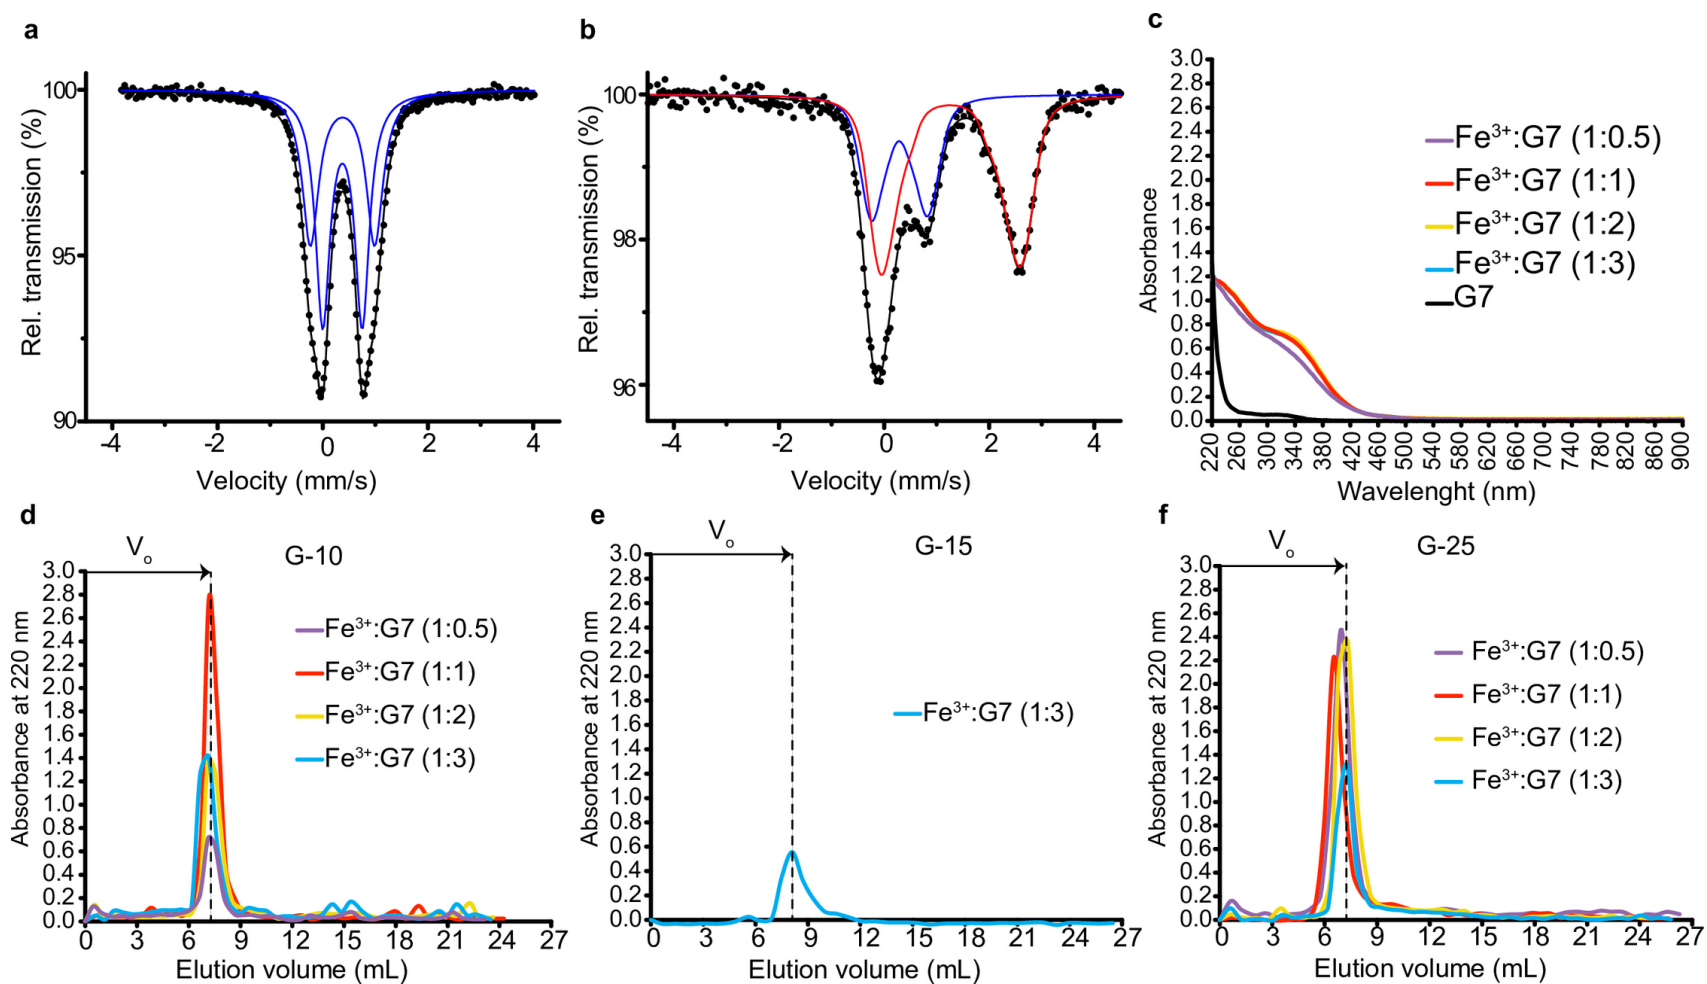 a
100
95
90
Rel. transmission (%)
-4 -2 0 2 4
Velocity (mm/s)
b
100
98
96
Rel. transmission (%)
-4 -2 0 2 4
Velocity (mm/s)
c
3.0
2.8
2.6
2.4
2.2
2.0
1.8
1.6
1.4
1.2
1.0
0.8
0.6
0.4
0.2
0.0
Absorbance
Fe³⁺:G7 (1:0.5)
Fe³⁺:G7 (1:1)
Fe³⁺:G7 (1:2)
Fe³⁺:G7 (1:3)
G7
220 260 300 340 380 420 460 500 540 580 620 660 700 740 780 820 860 900
Wavelenght (nm)
d
Vo
G-10
3.0
2.8
2.6
2.4
2.2
2.0
1.8
1.6
1.4
1.2
1.0
0.8
0.6
0.4
0.2
0.0
Absorbance at 220 nm
Fe³⁺:G7 (1:0.5)
Fe³⁺:G7 (1:1)
Fe³⁺:G7 (1:2)
Fe³⁺:G7 (1:3)
0 3 6 9 12 15 18 21 24 27
Elution volume (mL)
e
Vo
G-15
3.0
2.8
2.6
2.4
2.2
2.0
1.8
1.6
1.4
1.2
1.0
0.8
0.6
0.4
0.2
0.0
Absorbance at 220 nm
Fe³⁺:G7 (1:3)
0 3 6 9 12 15 18 21 24 27
Elution volume (mL)
f
Vo
G-25
3.0
2.8
2.6
2.4
2.2
2.0
1.8
1.6
1.4
1.2
1.0
0.8
0.6
0.4
0.2
0.0
Absorbance at 220 nm
Fe³⁺:G7 (1:0.5)
Fe³⁺:G7 (1:1)
Fe³⁺:G7 (1:2)
Fe³⁺:G7 (1:3)
0 3 6 9 12 15 18 21 24 27
Elution volume (mL)